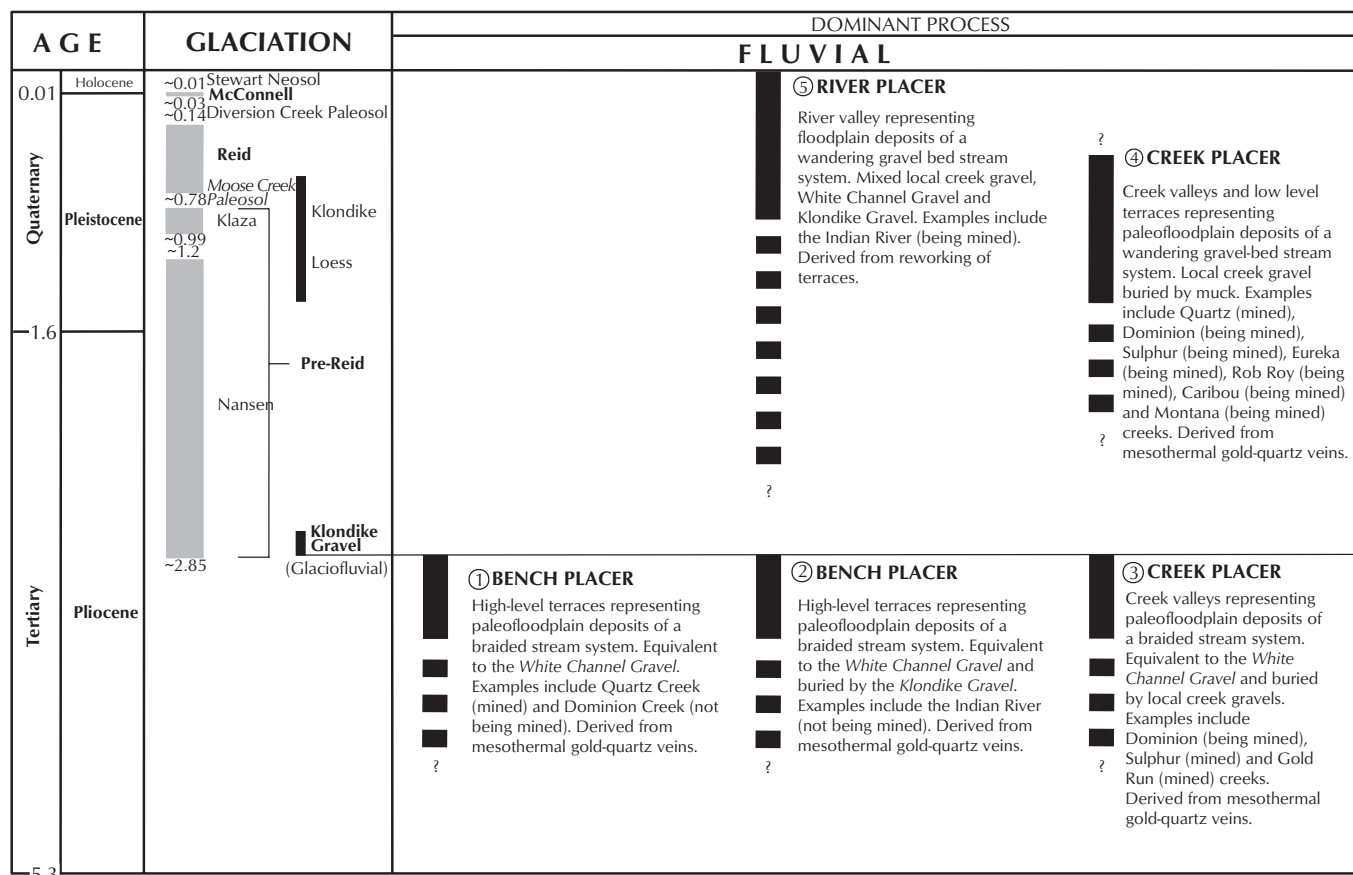 AGE
GLACIATION
DOMINANT PROCESS
FLUVIAL
0.01
1.6
5.3
Quaternary
Tertiary
Holocene
Pleistocene
Pliocene
~0.01
Stewart Neosol
McConnell
~0.03
~0.14
Diversion Creek Paleosol
Reid
Moose Creek
~0.78
Paleosol
Klaza
~0.99
~1.2
Klondike
Loess
Pre-Reid
Nansen
Klondike
Gravel
~2.85
(Glaciofluvial)
⑤ RIVER PLACER
River valley representing
floodplain deposits of a
wandering gravel bed stream
system. Mixed local creek gravel,
White Channel Gravel and
Klondike Gravel. Examples include
the Indian River (being mined).
Derived from reworking of
terraces.
?
?
④ CREEK PLACER
Creek valleys and low level
terraces representing
paleofloodplain deposits of a
wandering gravel-bed stream
system. Local creek gravel
buried by muck. Examples
include Quartz (mined),
Dominion (being mined),
Sulphur (being mined), Eureka
(being mined), Rob Roy (being
mined), Caribou (being mined)
and Montana (being mined)
creeks. Derived from
mesothermal gold-quartz veins.
?
① BENCH PLACER
High-level terraces representing
paleofloodplain deposits of a
braided stream system. Equivalent
to the White Channel Gravel.
Examples include Quartz Creek
(mined) and Dominion Creek (not
being mined). Derived from
mesothermal gold-quartz veins.
?
② BENCH PLACER
High-level terraces representing
paleofloodplain deposits of a
braided stream system. Equivalent
to the White Channel Gravel and
buried by the Klondike Gravel.
Examples include the Indian River
(not being mined). Derived from
mesothermal gold-quartz veins.
?
③ CREEK PLACER
Creek valleys representing
paleofloodplain deposits of
a braided stream system.
Equivalent to the White
Channel Gravel and buried
by local creek gravels.
Examples include
Dominion (being mined),
Sulphur (mined) and Gold
Run (mined) creeks.
Derived from mesothermal
gold-quartz veins.
?